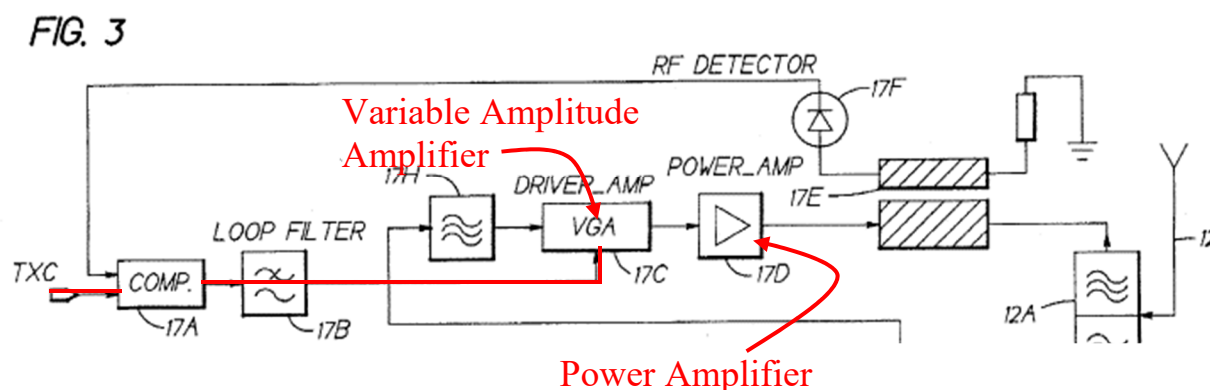 FIG. 3
RF DETECTOR
17F
Variable Amplitude
Amplifier
17H
DRIVER_AMP
POWER_AMP
17E
LOOP FILTER
VGA
TXC
COMP.
17C
17D
12
12A
17A
17B
Power Amplifier